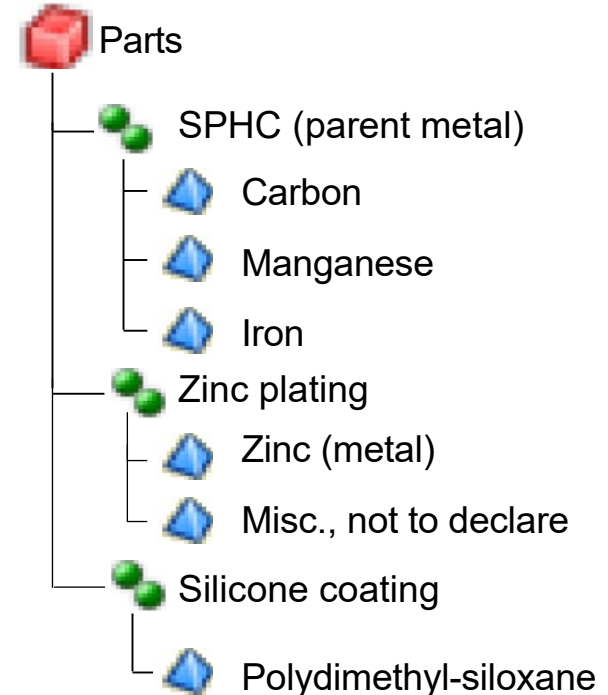 Parts
SPHC (parent metal)
Carbon
Manganese
Iron
Zinc plating
Zinc (metal)
Misc., not to declare
Silicone coating
Polydimethyl-siloxane